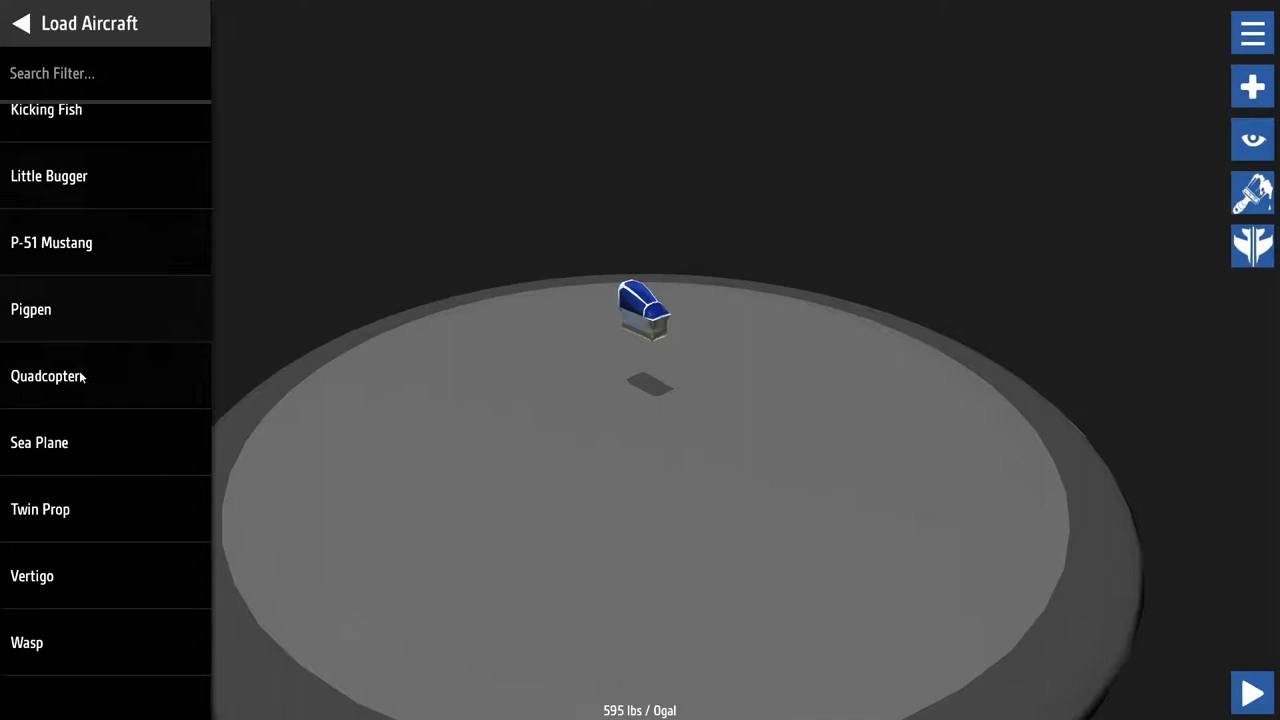 Load Aircraft
Search Filter...
Kicking Fish
Little Bugger
P-51 Mustang
Pigpen
Quadcopter
Sea Plane
Twin Prop
Vertigo
Wasp
595 lbs / 0gal